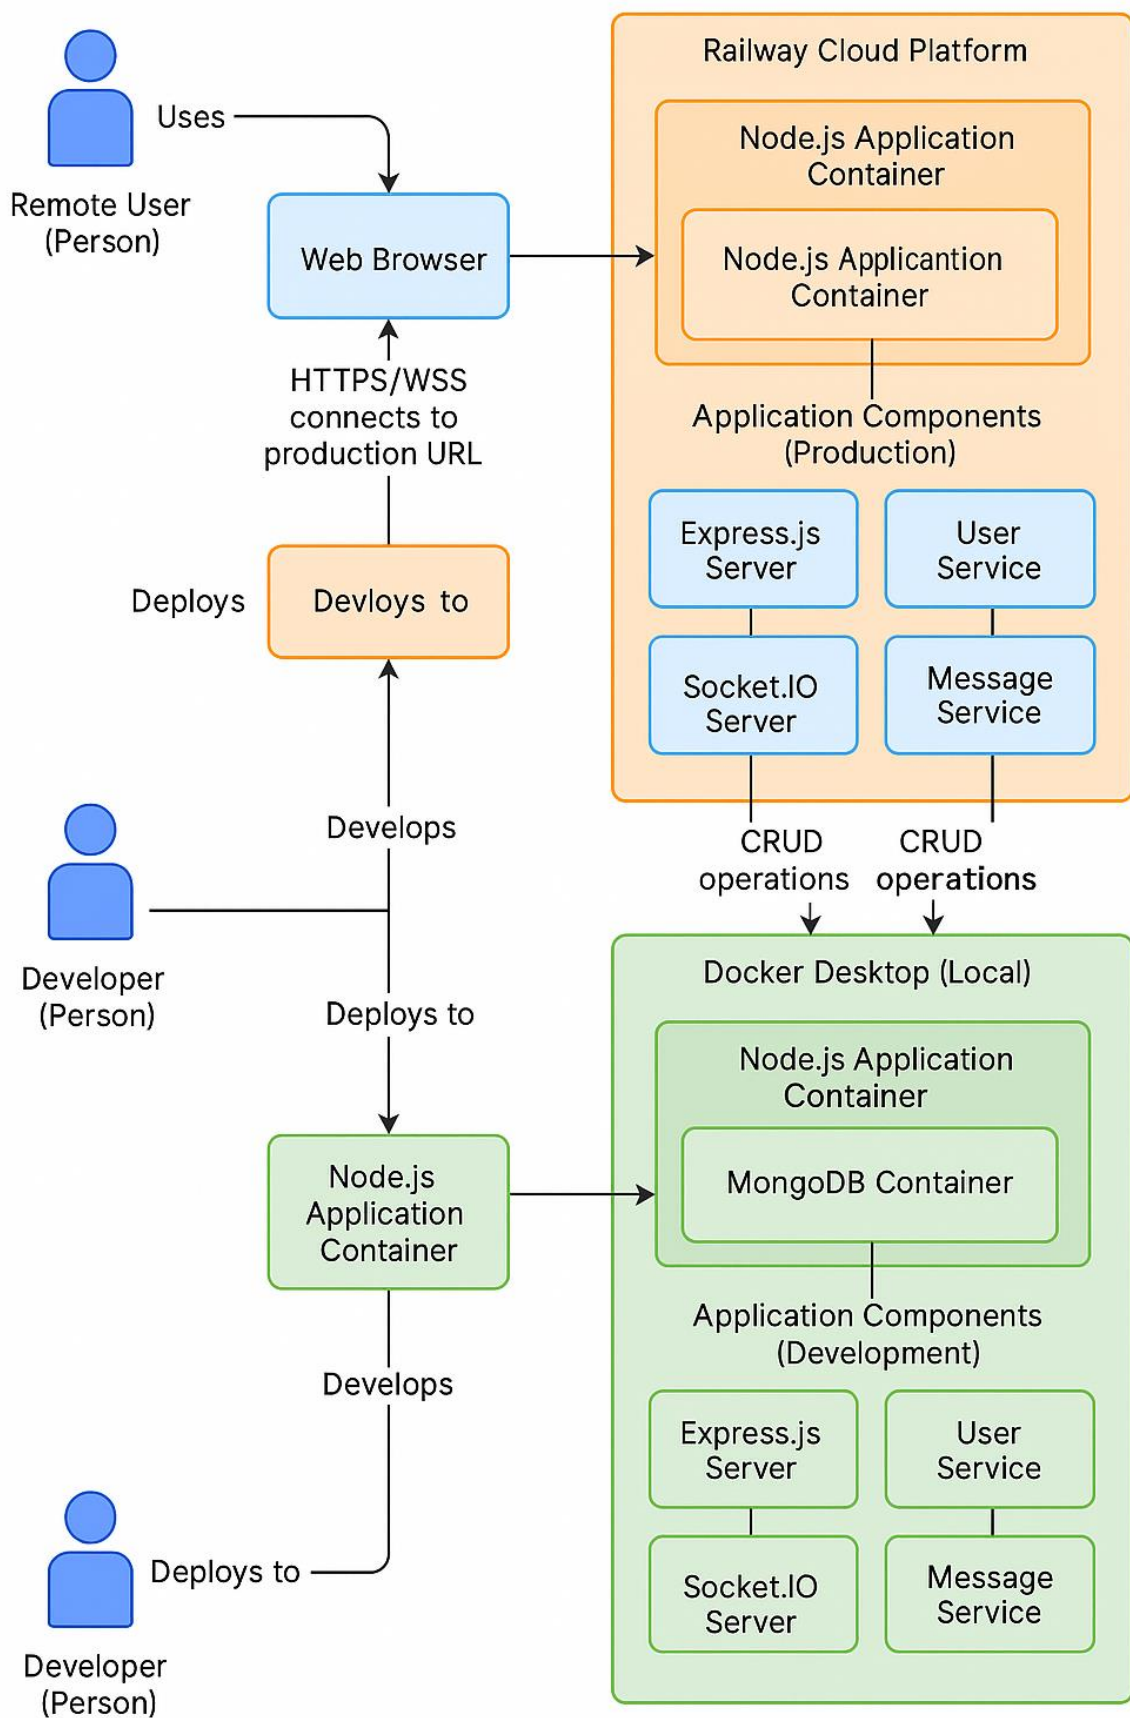 Uses
Remote User
(Person)
Web Browser
HTTPS/WSS
connects to
production URL
Deploys
Devloys to
Develops
Developer
(Person)
Deploys to
Node.js
Application
Container
Develops
Deploys to
Developer
(Person)
Railway Cloud Platform
Node.js Application
Container
Node.js Applicantion
Container
Application Components
(Production)
Express.js
Server
User
Service
Socket.IO
Server
Message
Service
CRUD
operations
CRUD
operations
Docker Desktop (Local)
Node.js Application
Container
MongoDB Container
Application Components
(Development)
Express.js
Server
User
Service
Socket.IO
Server
Message
Service